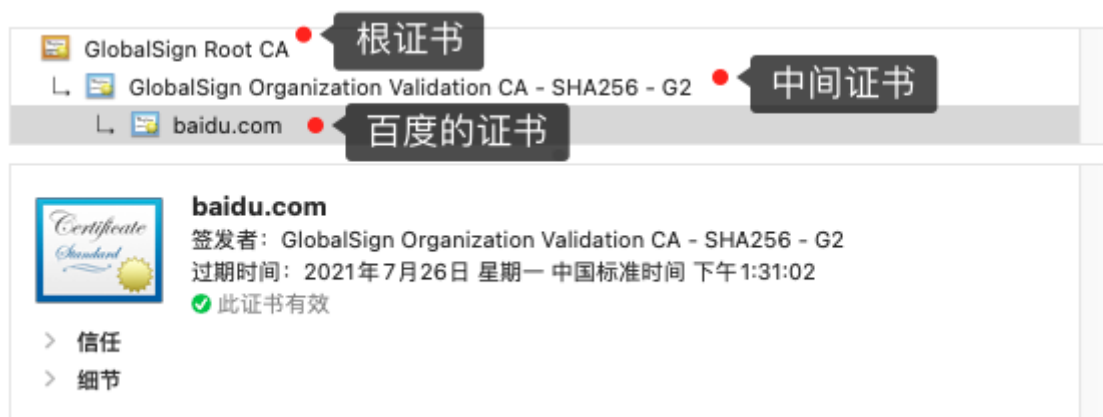 GlobalSign Root CA 根证书
GlobalSign Organization Validation CA - SHA256 - G2 中间证书
baidu.com 百度的证书
Certificate
Standard
baidu.com
签发者：GlobalSign Organization Validation CA - SHA256 - G2
过期时间：2021年7月26日 星期一 中国标准时间 下午1:31:02
此证书有效
信任
细节